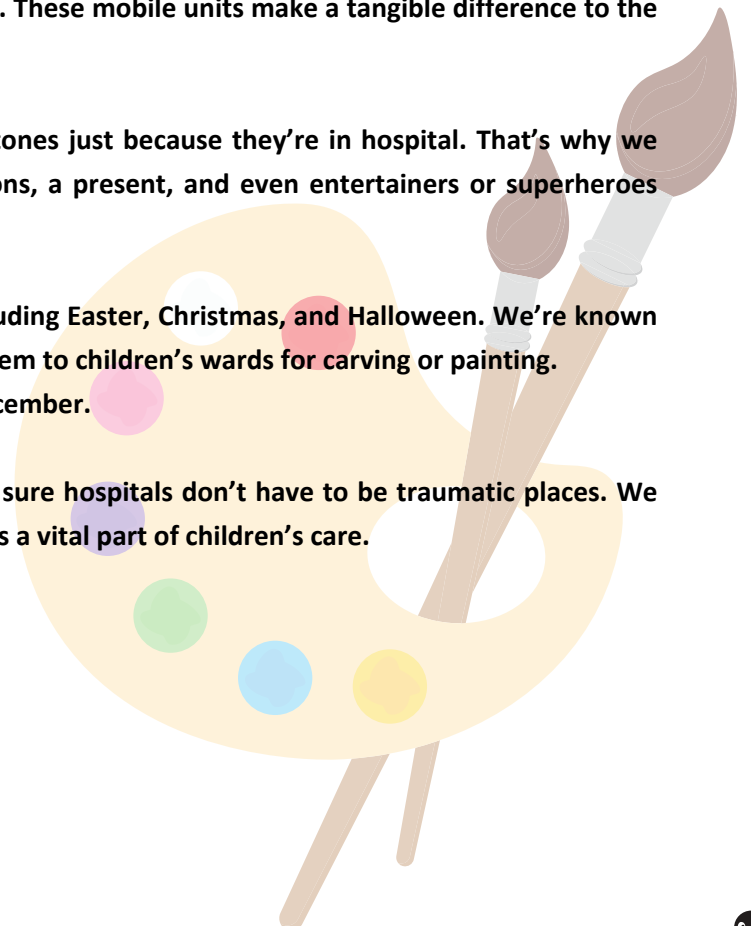 . These mobile units make a tangible difference to the
tones just because they’re in hospital. That’s why we
ons, a present, and even entertainers or superheroes
uding Easter, Christmas, and Halloween. We’re known
em to children’s wards for carving or painting.
cember.
sure hospitals don’t have to be traumatic places. We
s a vital part of children’s care.